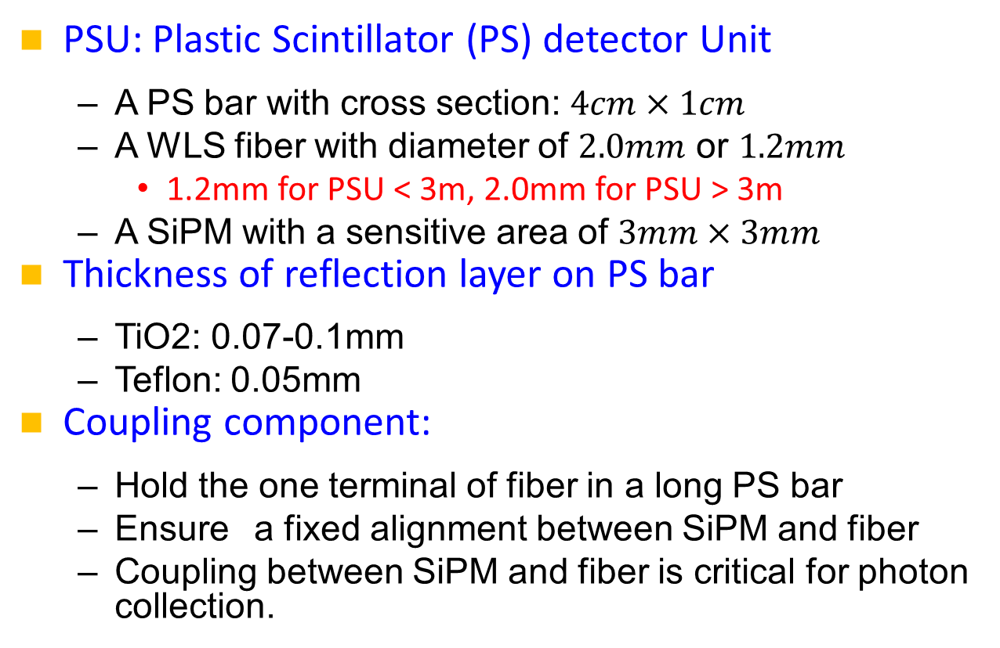 PSU: Plastic Scintillator (PS) detector Unit
– A PS bar with cross section: 4cm × 1cm
– A WLS fiber with diameter of 2.0mm or 1.2mm
• 1.2mm for PSU < 3m, 2.0mm for PSU > 3m
– A SiPM with a sensitive area of 3mm × 3mm
Thickness of reflection layer on PS bar
– TiO2: 0.07-0.1mm
– Teflon: 0.05mm
Coupling component:
– Hold the one terminal of fiber in a long PS bar
– Ensure a fixed alignment between SiPM and fiber
– Coupling between SiPM and fiber is critical for photon
collection.